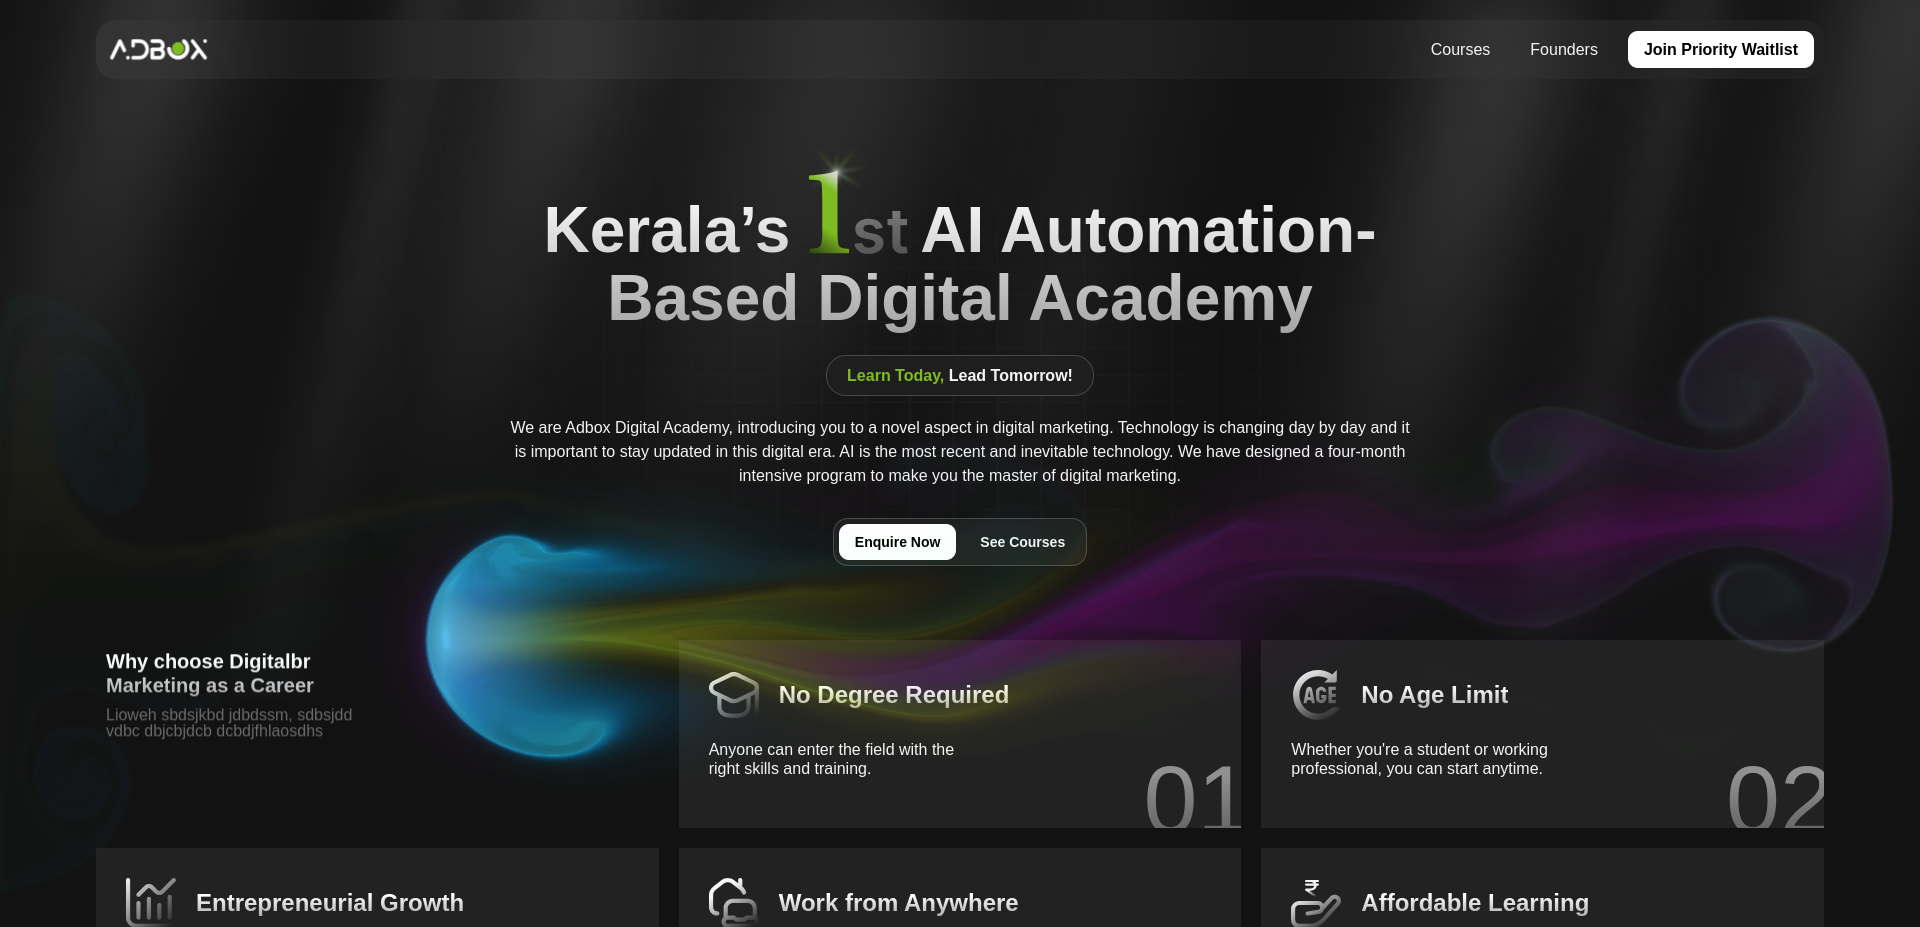 ADBOX
Courses
Founders
Join Priority Waitlist
Kerala’s 1st AI Automation-
Based Digital Academy
Learn Today, Lead Tomorrow!
We are Adbox Digital Academy, introducing you to a novel aspect in digital marketing. Technology is changing day by day and it
is important to stay updated in this digital era. AI is the most recent and inevitable technology. We have designed a four-month
intensive program to make you the master of digital marketing.
Enquire Now
See Courses
Why choose Digitalbr
Marketing as a Career
Lioweh sbdsjkbd jdbdssm, sdbsjdd
vdbc dbjcbjdcb dcbdjfhlaosdhs
No Degree Required
Anyone can enter the field with the
right skills and training.
01
AGE
No Age Limit
Whether you're a student or working
professional, you can start anytime.
02
Entrepreneurial Growth
Work from Anywhere
₹
Affordable Learning